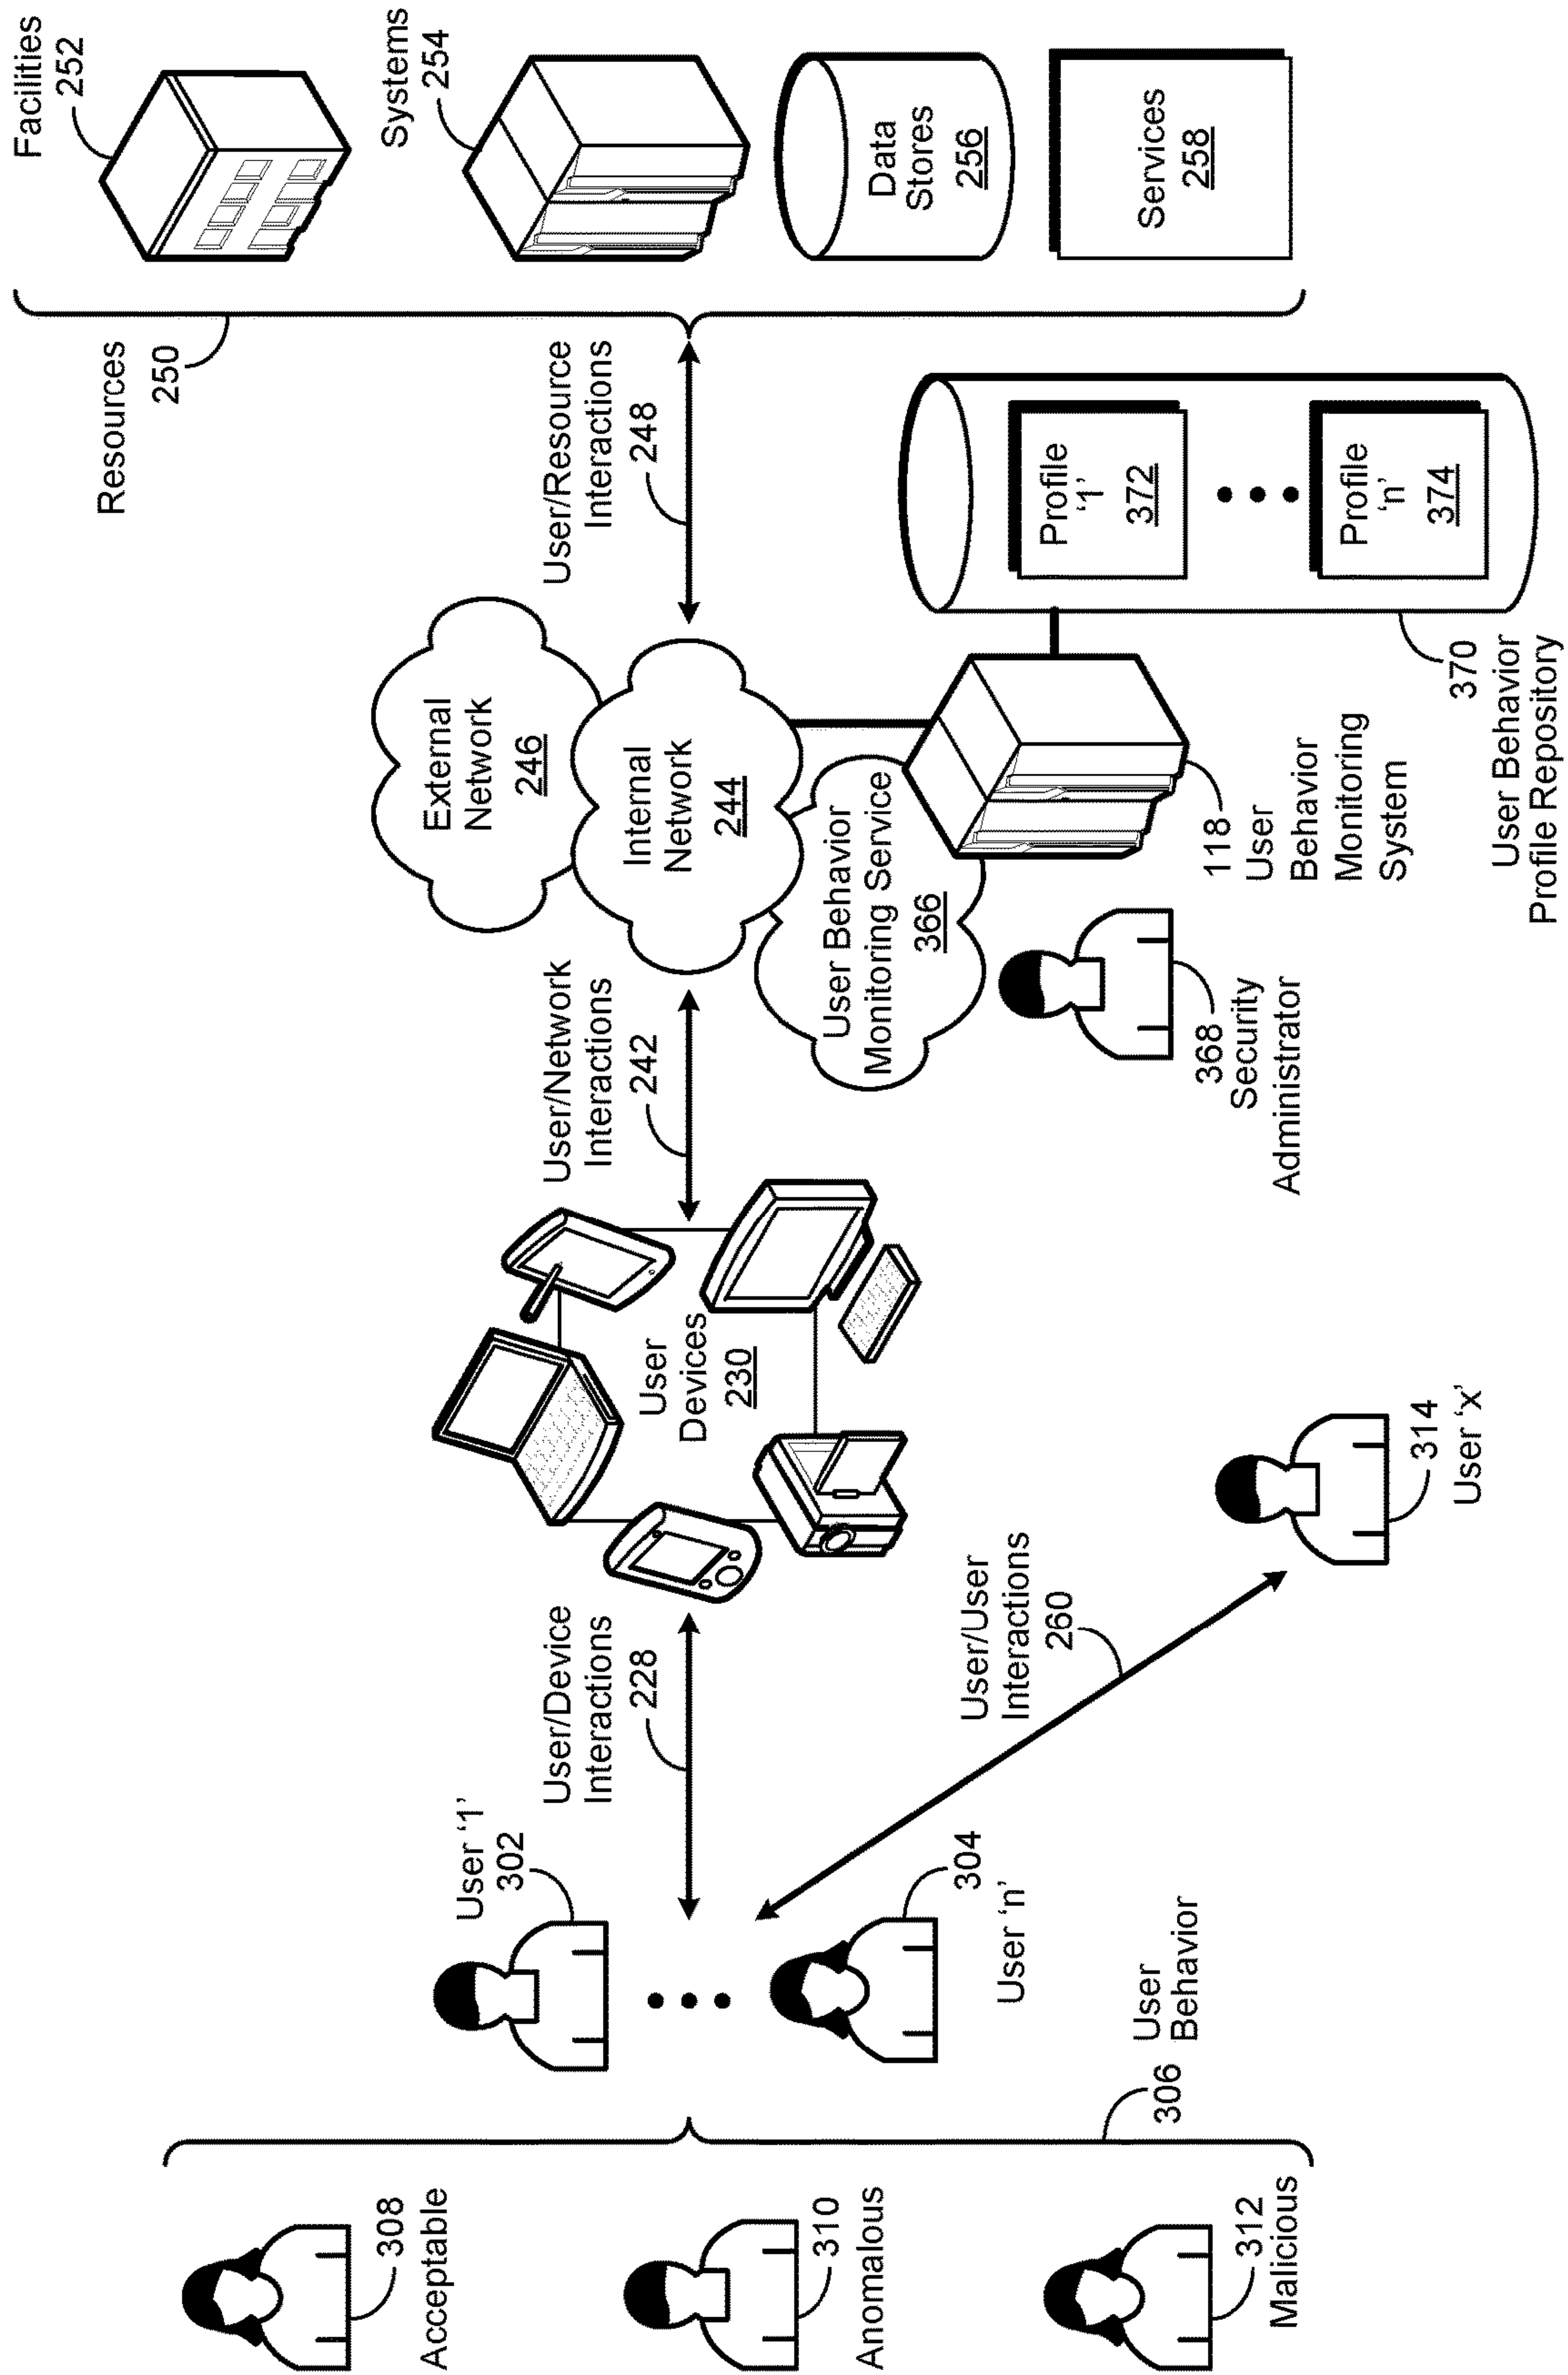 308
Acceptable
310
Anomalous
312
Malicious
306
User
Behavior
User ‘1’
302
304
User ‘n’
User/Device
Interactions
228
User/User
Interactions
260
314
User ‘x’
User
Devices
230
User/Network
Interactions
242
External
Network
246
Internal
Network
244
User Behavior
Monitoring Service
366
368
Security
Administrator
118 User
Behavior
Monitoring
System
User/Resource
Interactions
248
Profile
‘1’
372
Profile
‘n’
374
370
User Behavior
Profile Repository
Resources
250
Facilities
252
Systems
254
Data
Stores
256
Services
258